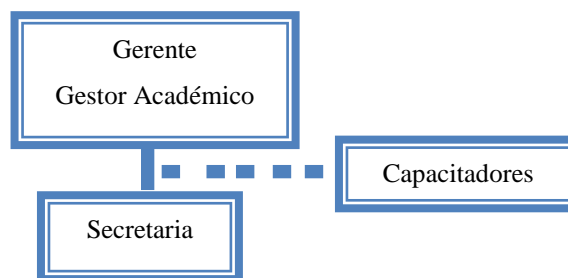 Gerente
Gestor Académico
Capacitadores
Secretaria